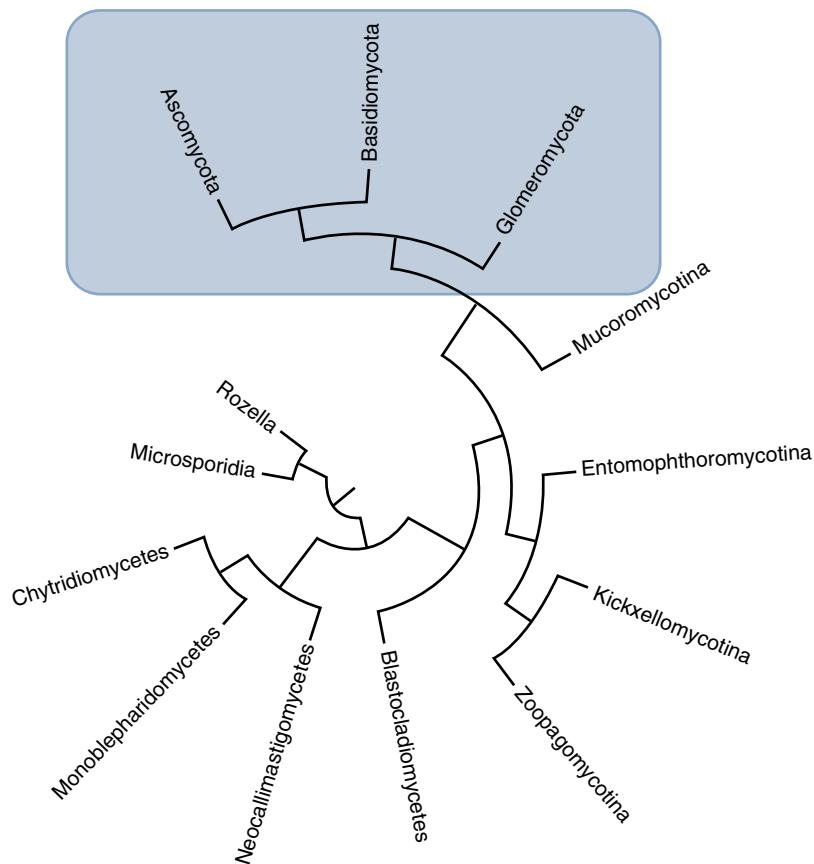 Ascomycota
Basidiomycota
Glomeromycota
Mucoromycotina
Rozella
Microsporidia
Entomophthoromycotina
Chytridiomycetes
Kickxellomycotina
Monoblepharidomycetes
Neocallimastigomycetes
Blastocladiomycetes
Zoopagomycotina